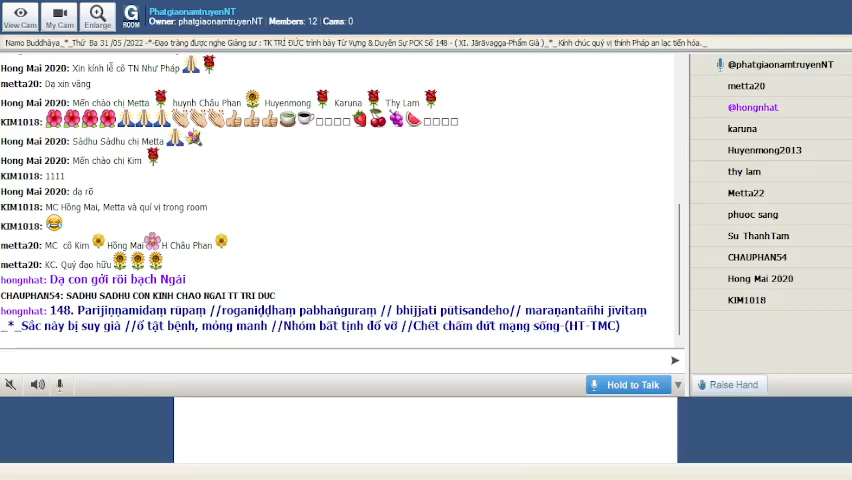 View Cam
My Cam
Enlarge
G
ROOM
PhatgiaonamtruyenNT
Owner: phatgiaonamtruyenNT  Members: 12  Cams: 0
Namo Buddhàya_*_Thứ Ba 31 /05 /2022 -*-Đạo tràng được nghe Giảng sư : TK TRÍ ĐỨC trình bày Từ Vựng & Duyên Sự PCK Số 148 - ( XI. Jārāvagga-Phẩm Già )_*_ Kính chúc quý vị thính Pháp an lạc tiến hóa._
Hong Mai 2020: Xin kính lễ cô TN Như Pháp 🙏🌹
metta20: Dạ xin vâng
Hong Mai 2020: Mến chào chị Metta 🌹 huynh Châu Phan 🌻 Huyenmong 🌹 Karuna 🌹 Thy Lam 🌹
KIM1018: 🌺🌺🌺🌺🙏🙏🙏👏👏👏👍👍👍🍵☕□□□□🍓🍒🍇🍉□□□□
Hong Mai 2020: Sādhu Sādhu chị Metta 🙏💐
Hong Mai 2020: Mến chào chị Kim 🌹
KIM1018: 1111
Hong Mai 2020: dạ rõ
KIM1018: MC Hồng Mai, Metta và quí vị trong room
KIM1018: 😂
metta20: MC cô Kim 🌼 Hồng Mai 🌸 H Châu Phan 🌼
metta20: KC. Quý đạo hữu 🌻🌻🌻
hongnhat: Dạ con gởi rồi bạch Ngài
CHAUPHAN54: SADHU SADHU CON KINH CHAO NGAI TT TRI DUC
hongnhat: 148. Parijiṇṇamidaṃ rūpaṃ //roganiḍḍhaṃ pabhaṅguraṃ // bhijjati pūtisandeho// maraṇantañhi jīvitaṃ
_*_Sắc này bị suy già //ổ tật bệnh, mỏng manh //Nhóm bất tịnh đổ vỡ //Chết chấm dứt mạng sống-(HT-TMC)
Hold to Talk
@phatgiaonamtruyenNT
metta20
@hongnhat
karuna
Huyenmong2013
thy lam
Metta22
phuoc sang
Su ThanhTam
CHAUPHAN54
Hong Mai 2020
KIM1018
Raise Hand